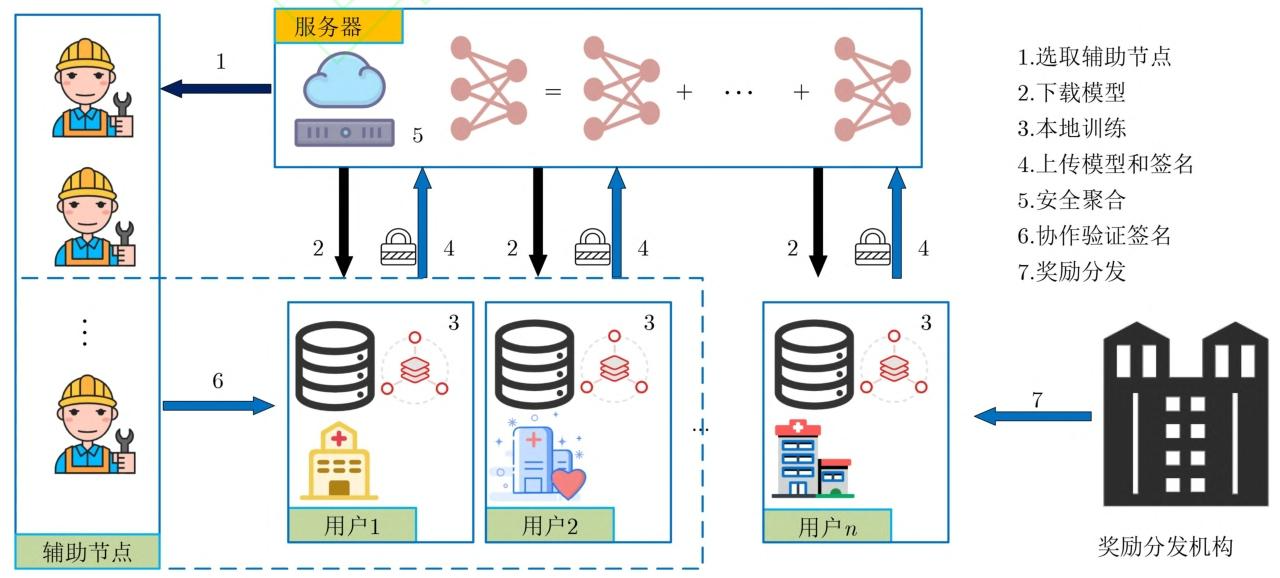 服务器
1
5
=
+ ··· +
1.选取辅助节点
2.下载模型
3.本地训练
4.上传模型和签名
5.安全聚合
6.协作验证签名
7.奖励分发
2 4 2 4 2 4
⋮
3 3 3
6
7
...
用户1
用户2
用户n
辅助节点
奖励分发机构